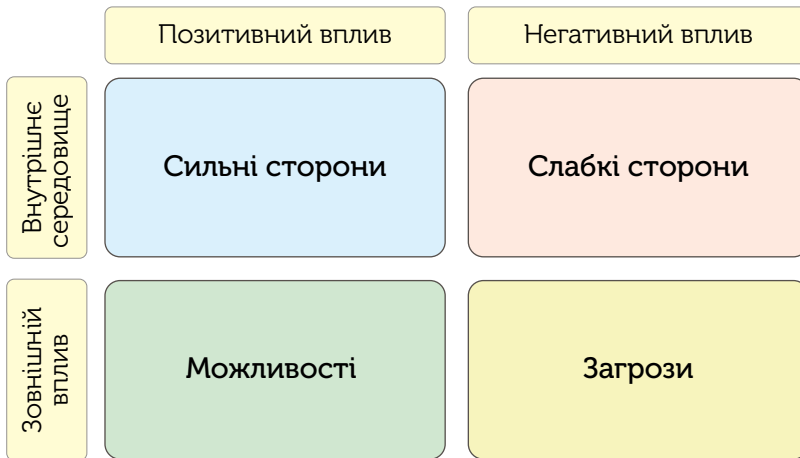 Позитивний вплив
Негативний вплив
Внутрішнє
середовище
Сильні сторони
Слабкі сторони
Зовнішній
вплив
Можливості
Загрози